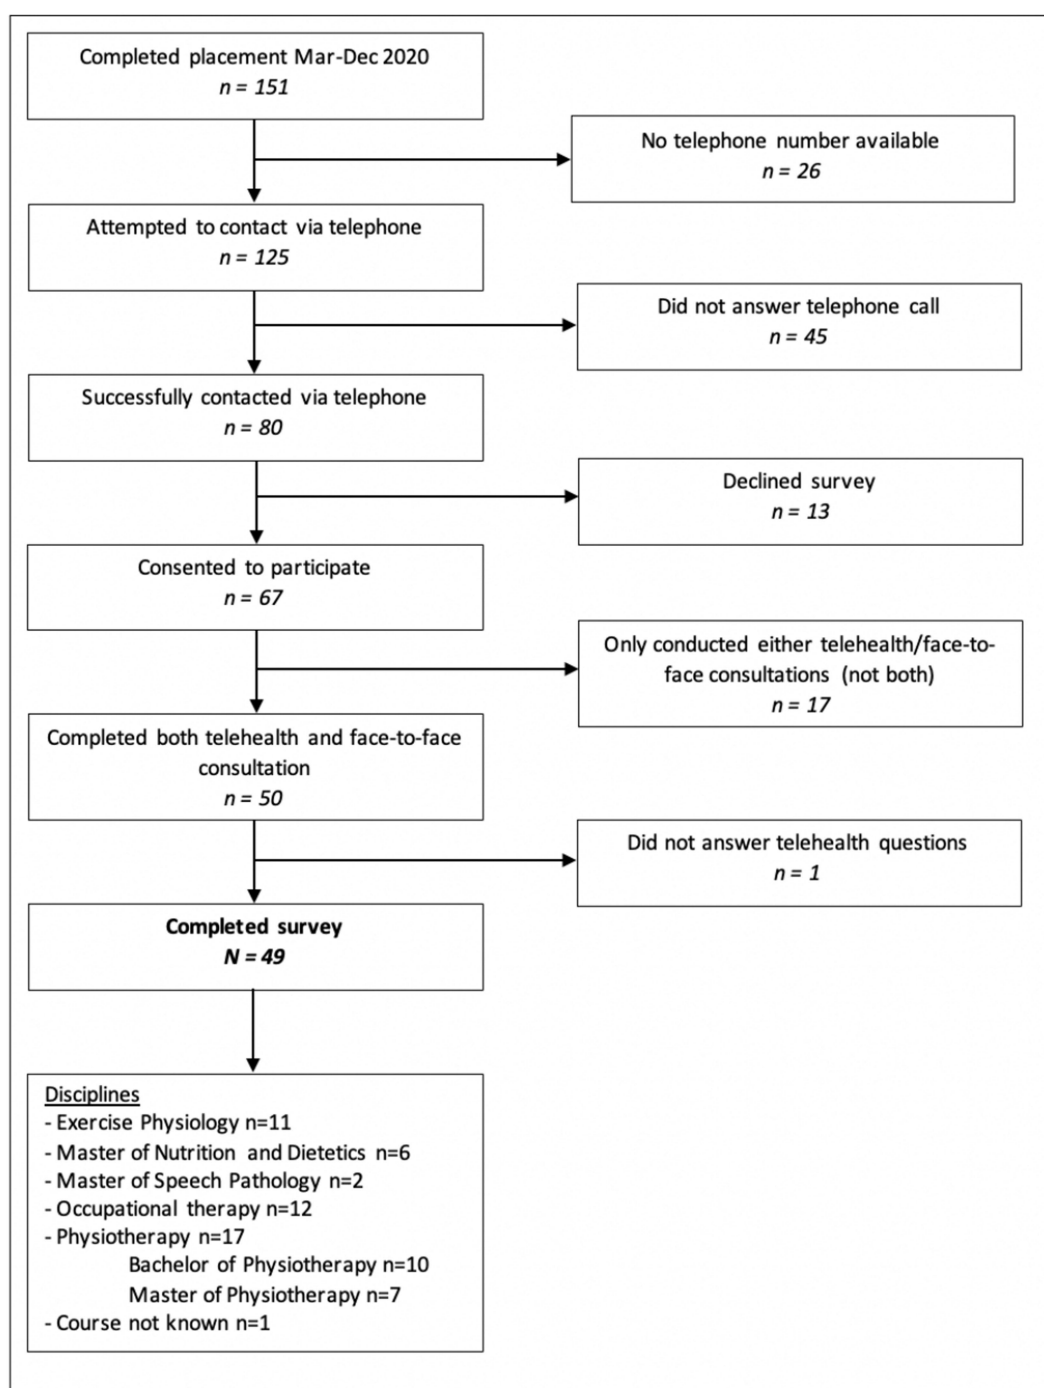 Completed placement Mar-Dec 2020
n = 151
No telephone number available
n = 26
Attempted to contact via telephone
n = 125
Did not answer telephone call
n = 45
Successfully contacted via telephone
n = 80
Declined survey
n = 13
Consented to participate
n = 67
Only conducted either telehealth/face-to-
face consultations (not both)
n = 17
Completed both telehealth and face-to-face
consultation
n = 50
Did not answer telehealth questions
n = 1
Completed survey
N = 49
Disciplines
- Exercise Physiology n=11
- Master of Nutrition and Dietetics n=6
- Master of Speech Pathology n=2
- Occupational therapy n=12
- Physiotherapy n=17
Bachelor of Physiotherapy n=10
Master of Physiotherapy n=7
- Course not known n=1